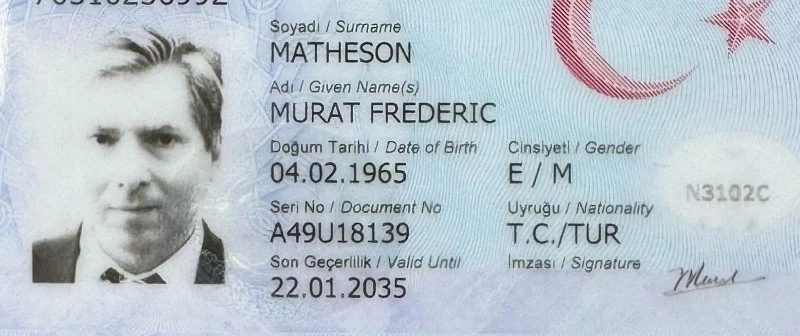 Soyadı / Surname
MATHESON
Adı / Given Name(s)
MURAT FREDERIC
Doğum Tarihi / Date of Birth
Cinsiyeti / Gender
04.02.1965
E / M
Seri No / Document No
Uyruğu / Nationality
N3102C
A49U18139
T.C./TUR
Son Geçerlilik / Valid Until
İmzası / Signature
22.01.2035